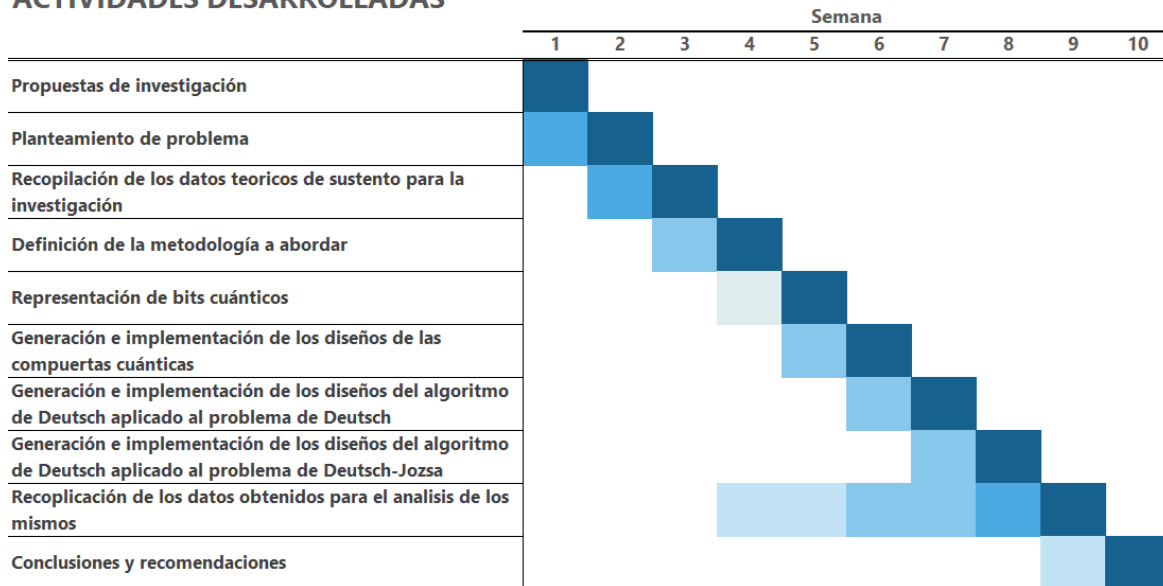 ACTIVIDADES DESARROLLADAS
Semana
1 2 3 4 5 6 7 8 9 10
Propuestas de investigación
Planteamiento de problema
Recopilación de los datos teoricos de sustento para la
investigación
Definición de la metodología a abordar
Representación de bits cuánticos
Generación e implementación de los diseños de las
compuertas cuánticas
Generación e implementación de los diseños del algoritmo
de Deutsch aplicado al problema de Deutsch
Generación e implementación de los diseños del algoritmo
de Deutsch aplicado al problema de Deutsch-Jozsa
Recoplicación de los datos obtenidos para el analisis de los
mismos
Conclusiones y recomendaciones